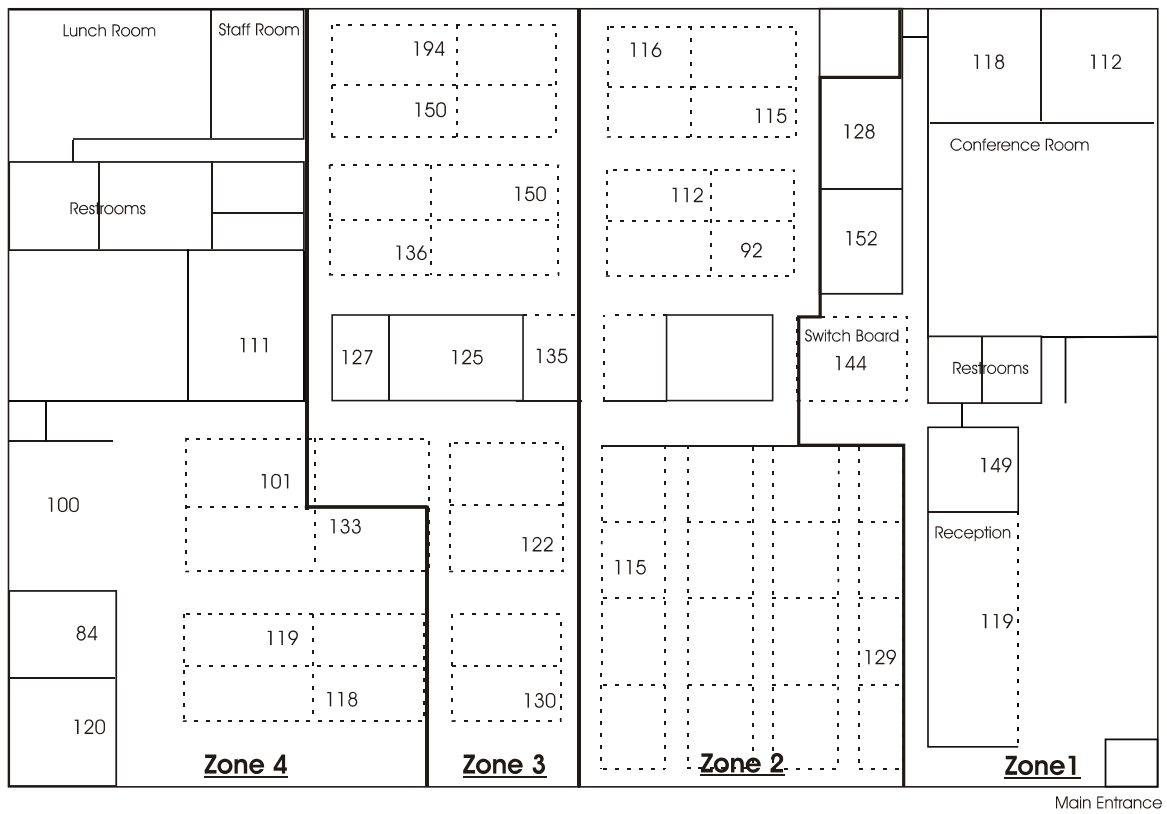 Lunch Room
Staff Room
194
116
118
112
150
115
128
Conference Room
150
112
Restrooms
152
136
92
Switch Board
111
127
125
135
144
Restrooms
149
101
100
133
Reception
122
115
119
84
119
129
118
130
120
Zone 4
Zone 3
Zone 2
Zone1
Main Entrance